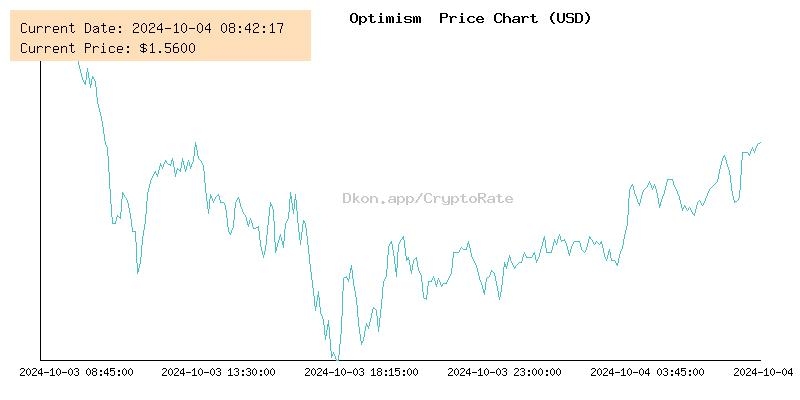 Optimism  Price Chart (USD)
Current Date: 2024-10-04 08:42:17
Current Price: $1.5600
Dkon.app/CryptoRate
2024-10-03 08:45:00 2024-10-03 13:30:00 2024-10-03 18:15:00 2024-10-03 23:00:00 2024-10-04 03:45:00 2024-10-04